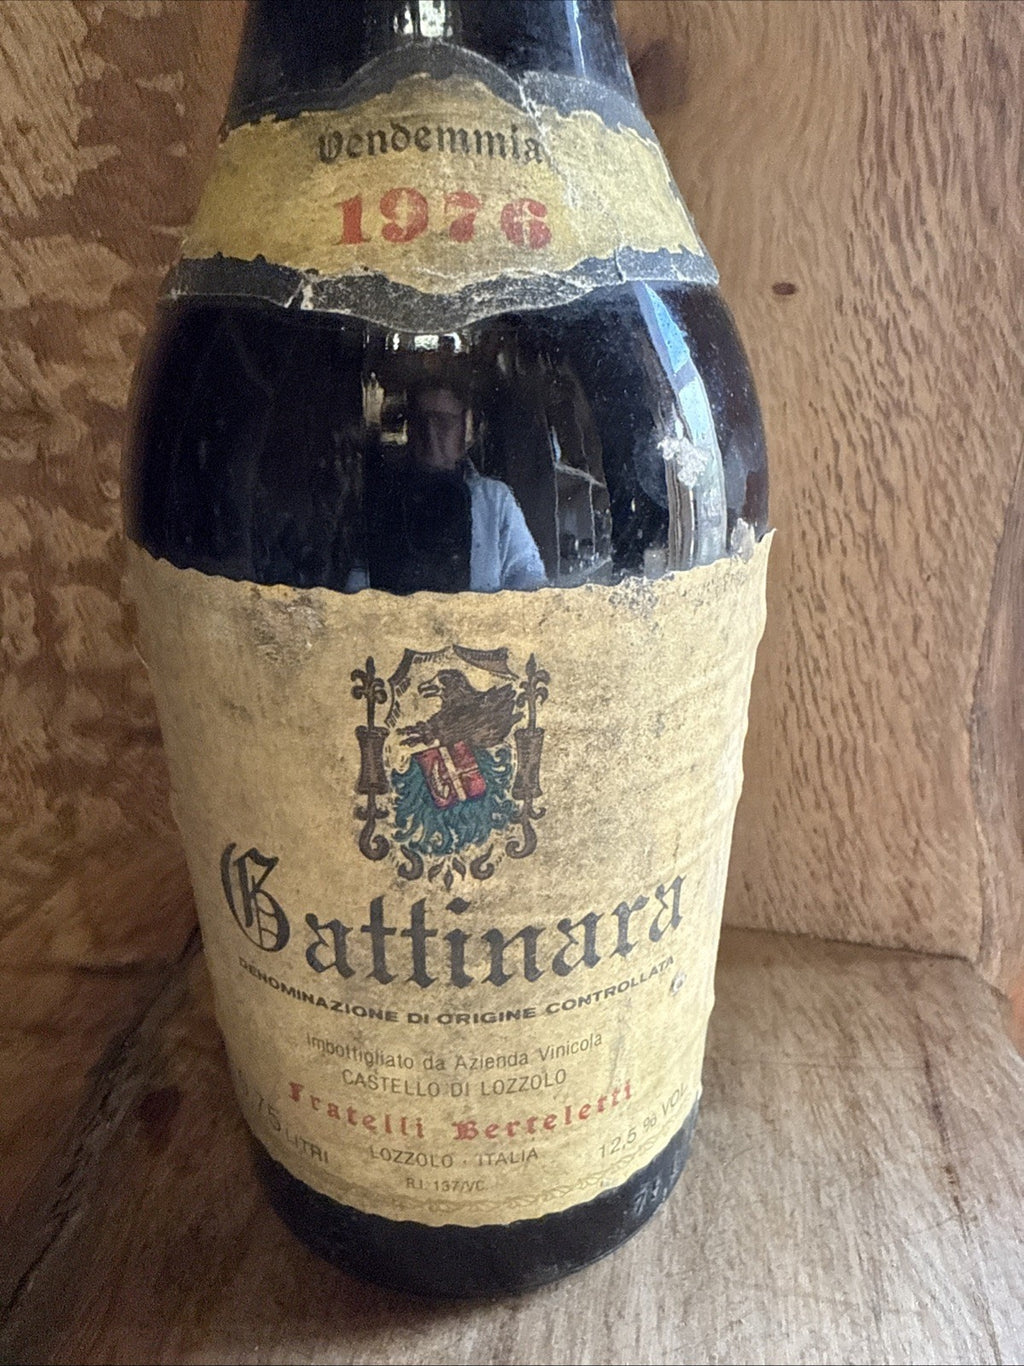 Vendemmia
1976
Gattinara
DENOMINAZIONE DI ORIGINE CONTROLLATA
imbottigliato da Azienda Vinicola
CASTELLO DI LOZZOLO
Fratelli Berteletti
LOZZOLO - ITALIA
75 LITRI
12,5 % VOL.
R.I. 137/VC